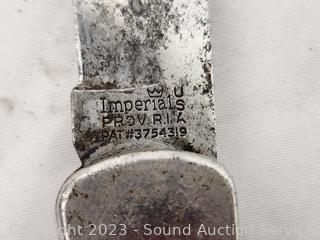 Imperial U
S
PROV. R.I. A
PAT#3754319
Copyright © 2023 - Sound Auction Service